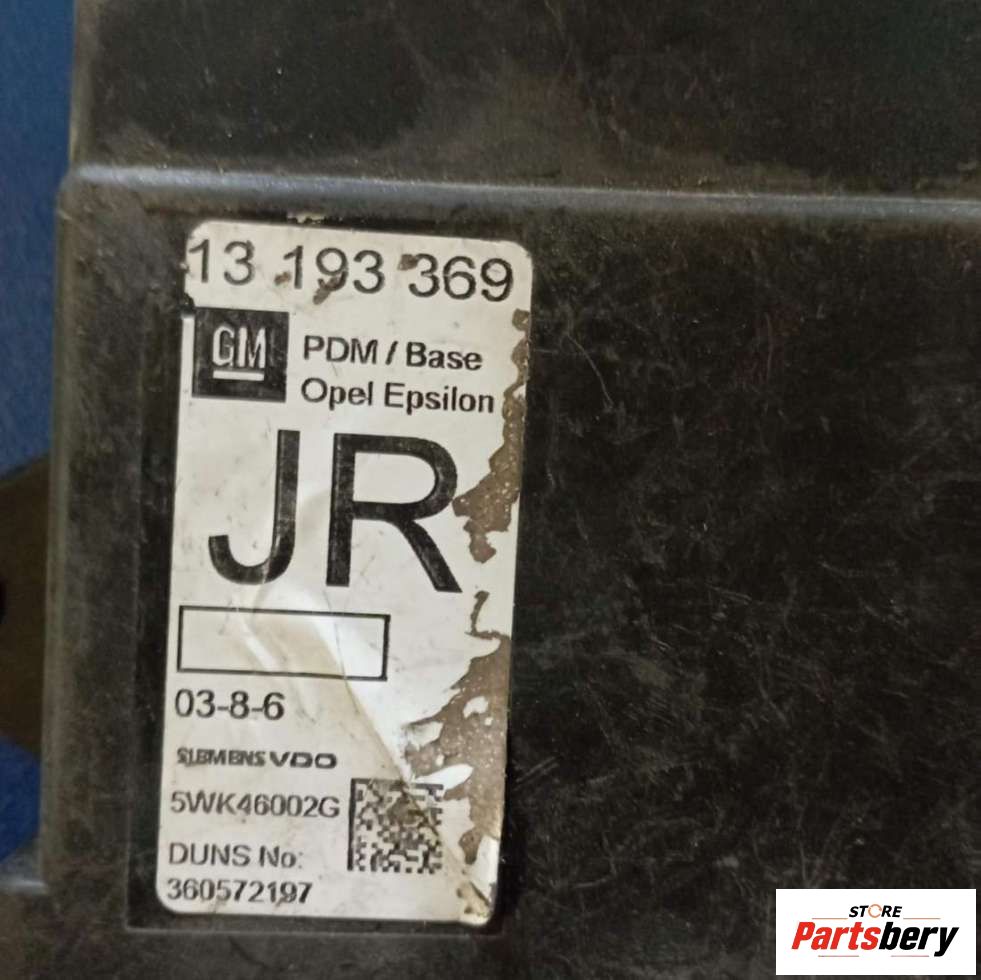 13 193 369
GM
PDM / Base
Opel Epsilon
JR
03-8-6
SIEMENS VDO
5WK46002G
DUNS No:
360572197
STORE
Partsbery